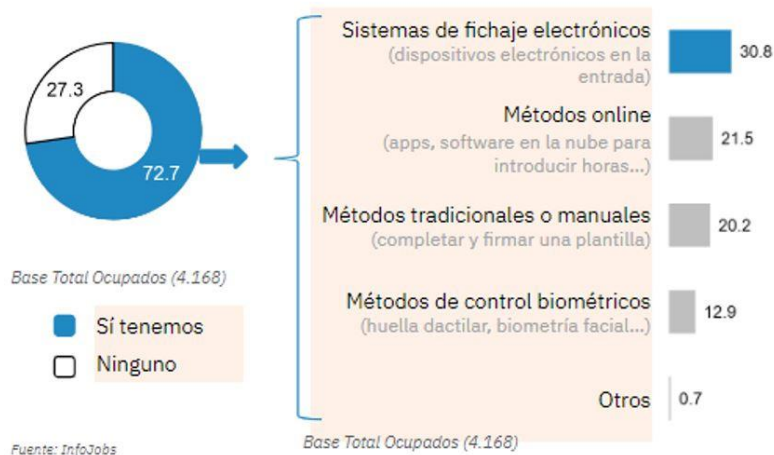 27.3
72.7
Base Total Ocupados (4.168)
Sí tenemos
Ninguno
Fuente: InfoJobs
Sistemas de fichaje electrónicos
(dispositivos electrónicos en la
entrada)
30.8
Métodos online
(apps, software en la nube para
introducir horas...)
21.5
Métodos tradicionales o manuales
(completar y firmar una plantilla)
20.2
Métodos de control biométricos
(huella dactilar, biometría facial...)
12.9
Otros
0.7
Base Total Ocupados (4.168)